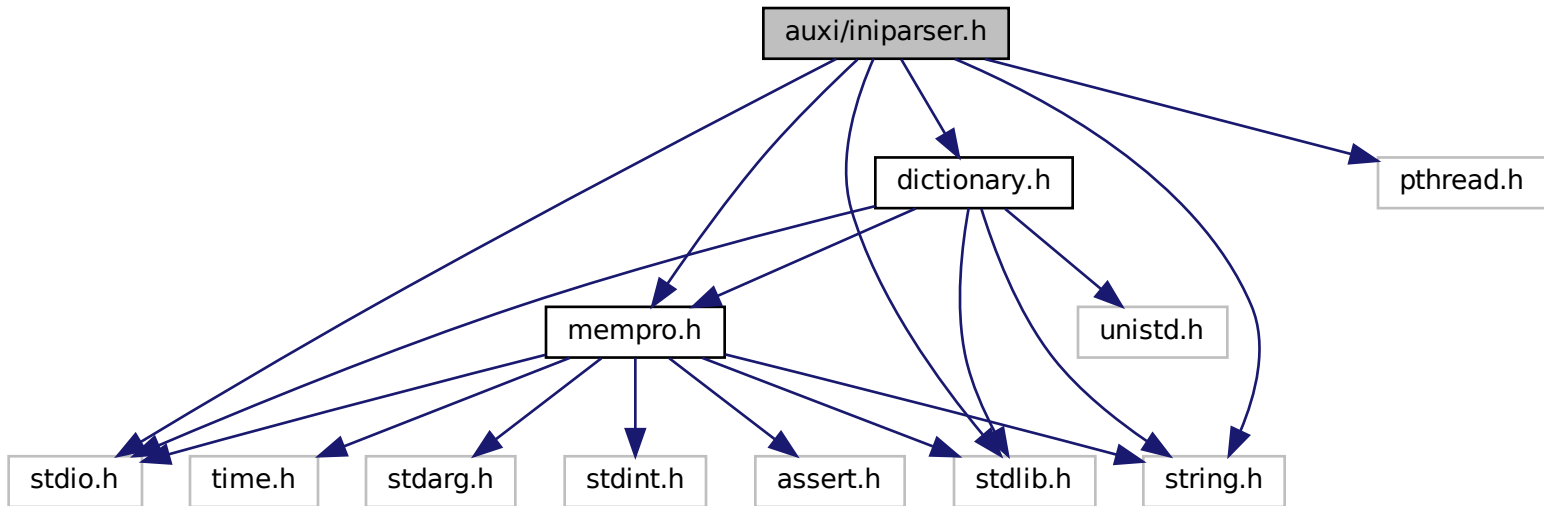 auxi/iniparser.h
dictionary.h
pthread.h
mempro.h
unistd.h
stdio.h
time.h
stdarg.h
stdint.h
assert.h
stdlib.h
string.h